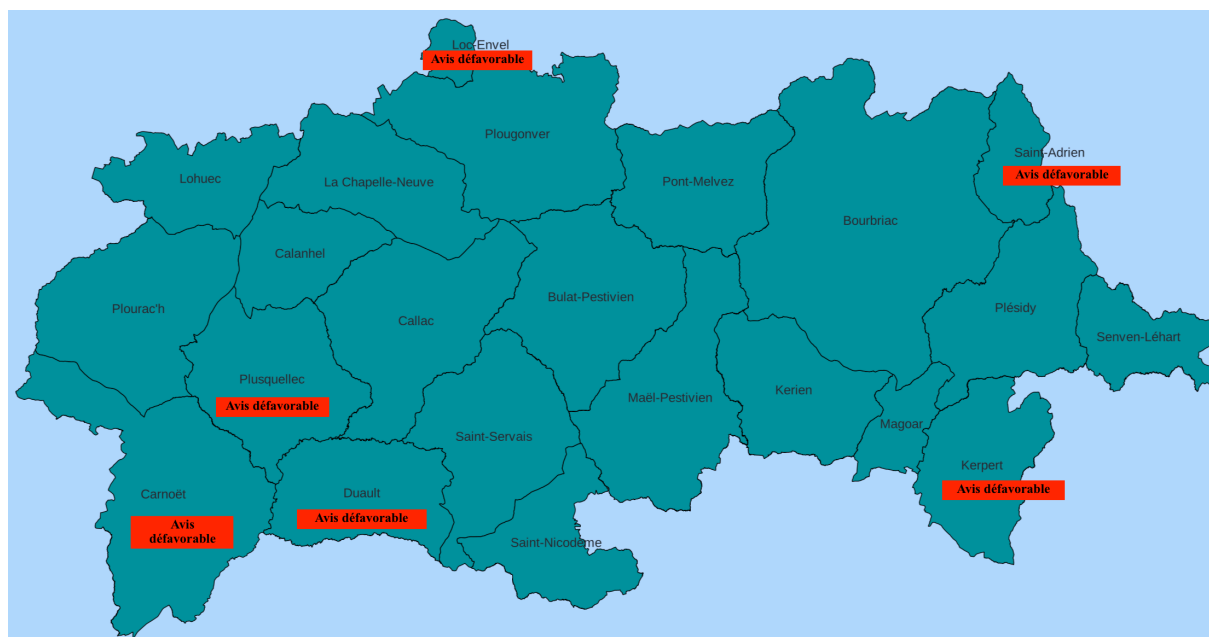 Loc-Envel
Avis défavorable
Plougonver
Saint-Adrien
Avis défavorable
Lohuec
La Chapelle-Neuve
Pont-Melvez
Bourbriac
Calanhel
Plourac'h
Callac
Bulat-Pestivien
Plésidy
Senven-Léhart
Plusquellec
Avis défavorable
Maël-Pestivien
Kerien
Saint-Servais
Magoar
Carnoët
Avis
défavorable
Duault
Avis défavorable
Kerpert
Avis défavorable
Saint-Nicodème